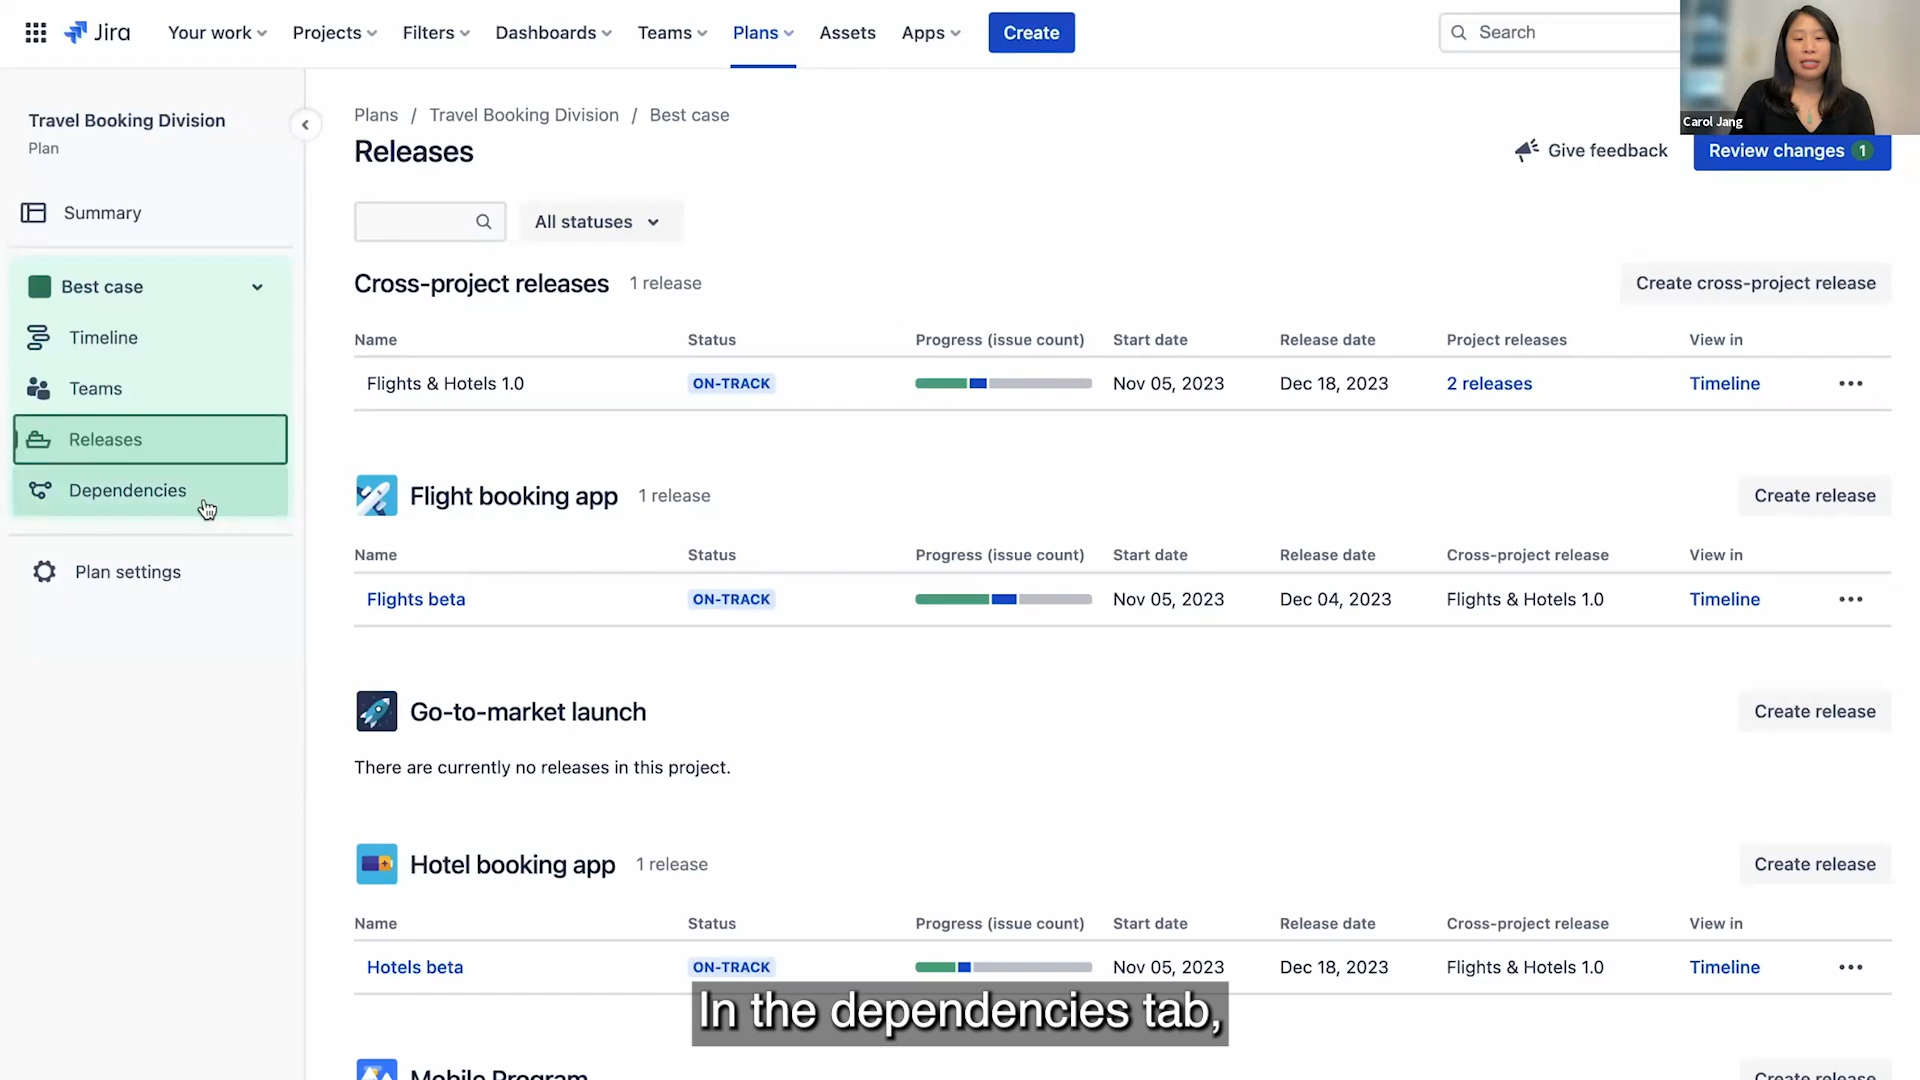 Jira
Your work
Projects
Filters
Dashboards
Teams
Plans
Assets
Apps
Create
Search
Carol Jang
Travel Booking Division
Plan
Summary
Best case
Timeline
Teams
Releases
Dependencies
Plan settings
Plans / Travel Booking Division / Best case
Releases
Give feedback
Review changes 1
All statuses
Cross-project releases 1 release
Create cross-project release
Name Status Progress (issue count) Start date Release date Project releases View in
Flights & Hotels 1.0 ON-TRACK Nov 05, 2023 Dec 18, 2023 2 releases Timeline
Flight booking app 1 release
Create release
Name Status Progress (issue count) Start date Release date Cross-project release View in
Flights beta ON-TRACK Nov 05, 2023 Dec 04, 2023 Flights & Hotels 1.0 Timeline
Go-to-market launch
Create release
There are currently no releases in this project.
Hotel booking app 1 release
Create release
Name Status Progress (issue count) Start date Release date Cross-project release View in
Hotels beta ON-TRACK Nov 05, 2023 Dec 18, 2023 Flights & Hotels 1.0 Timeline
In the dependencies tab,
Mobile Program
Create release